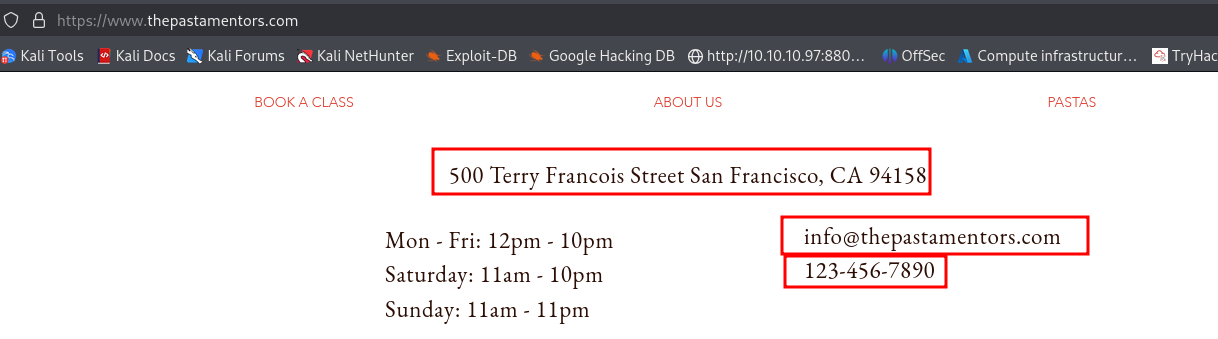 https://www.thepastamentors.com
Kali Tools Kali Docs Kali Forums Kali NetHunter Exploit-DB Google Hacking DB http://10.10.10.97:880... OffSec Compute infrastructur... TryHac
BOOK A CLASS ABOUT US PASTAS
500 Terry Francois Street San Francisco, CA 94158
Mon - Fri: 12pm - 10pm info@thepastamentors.com
Saturday: 11am - 10pm 123-456-7890
Sunday: 11am - 11pm